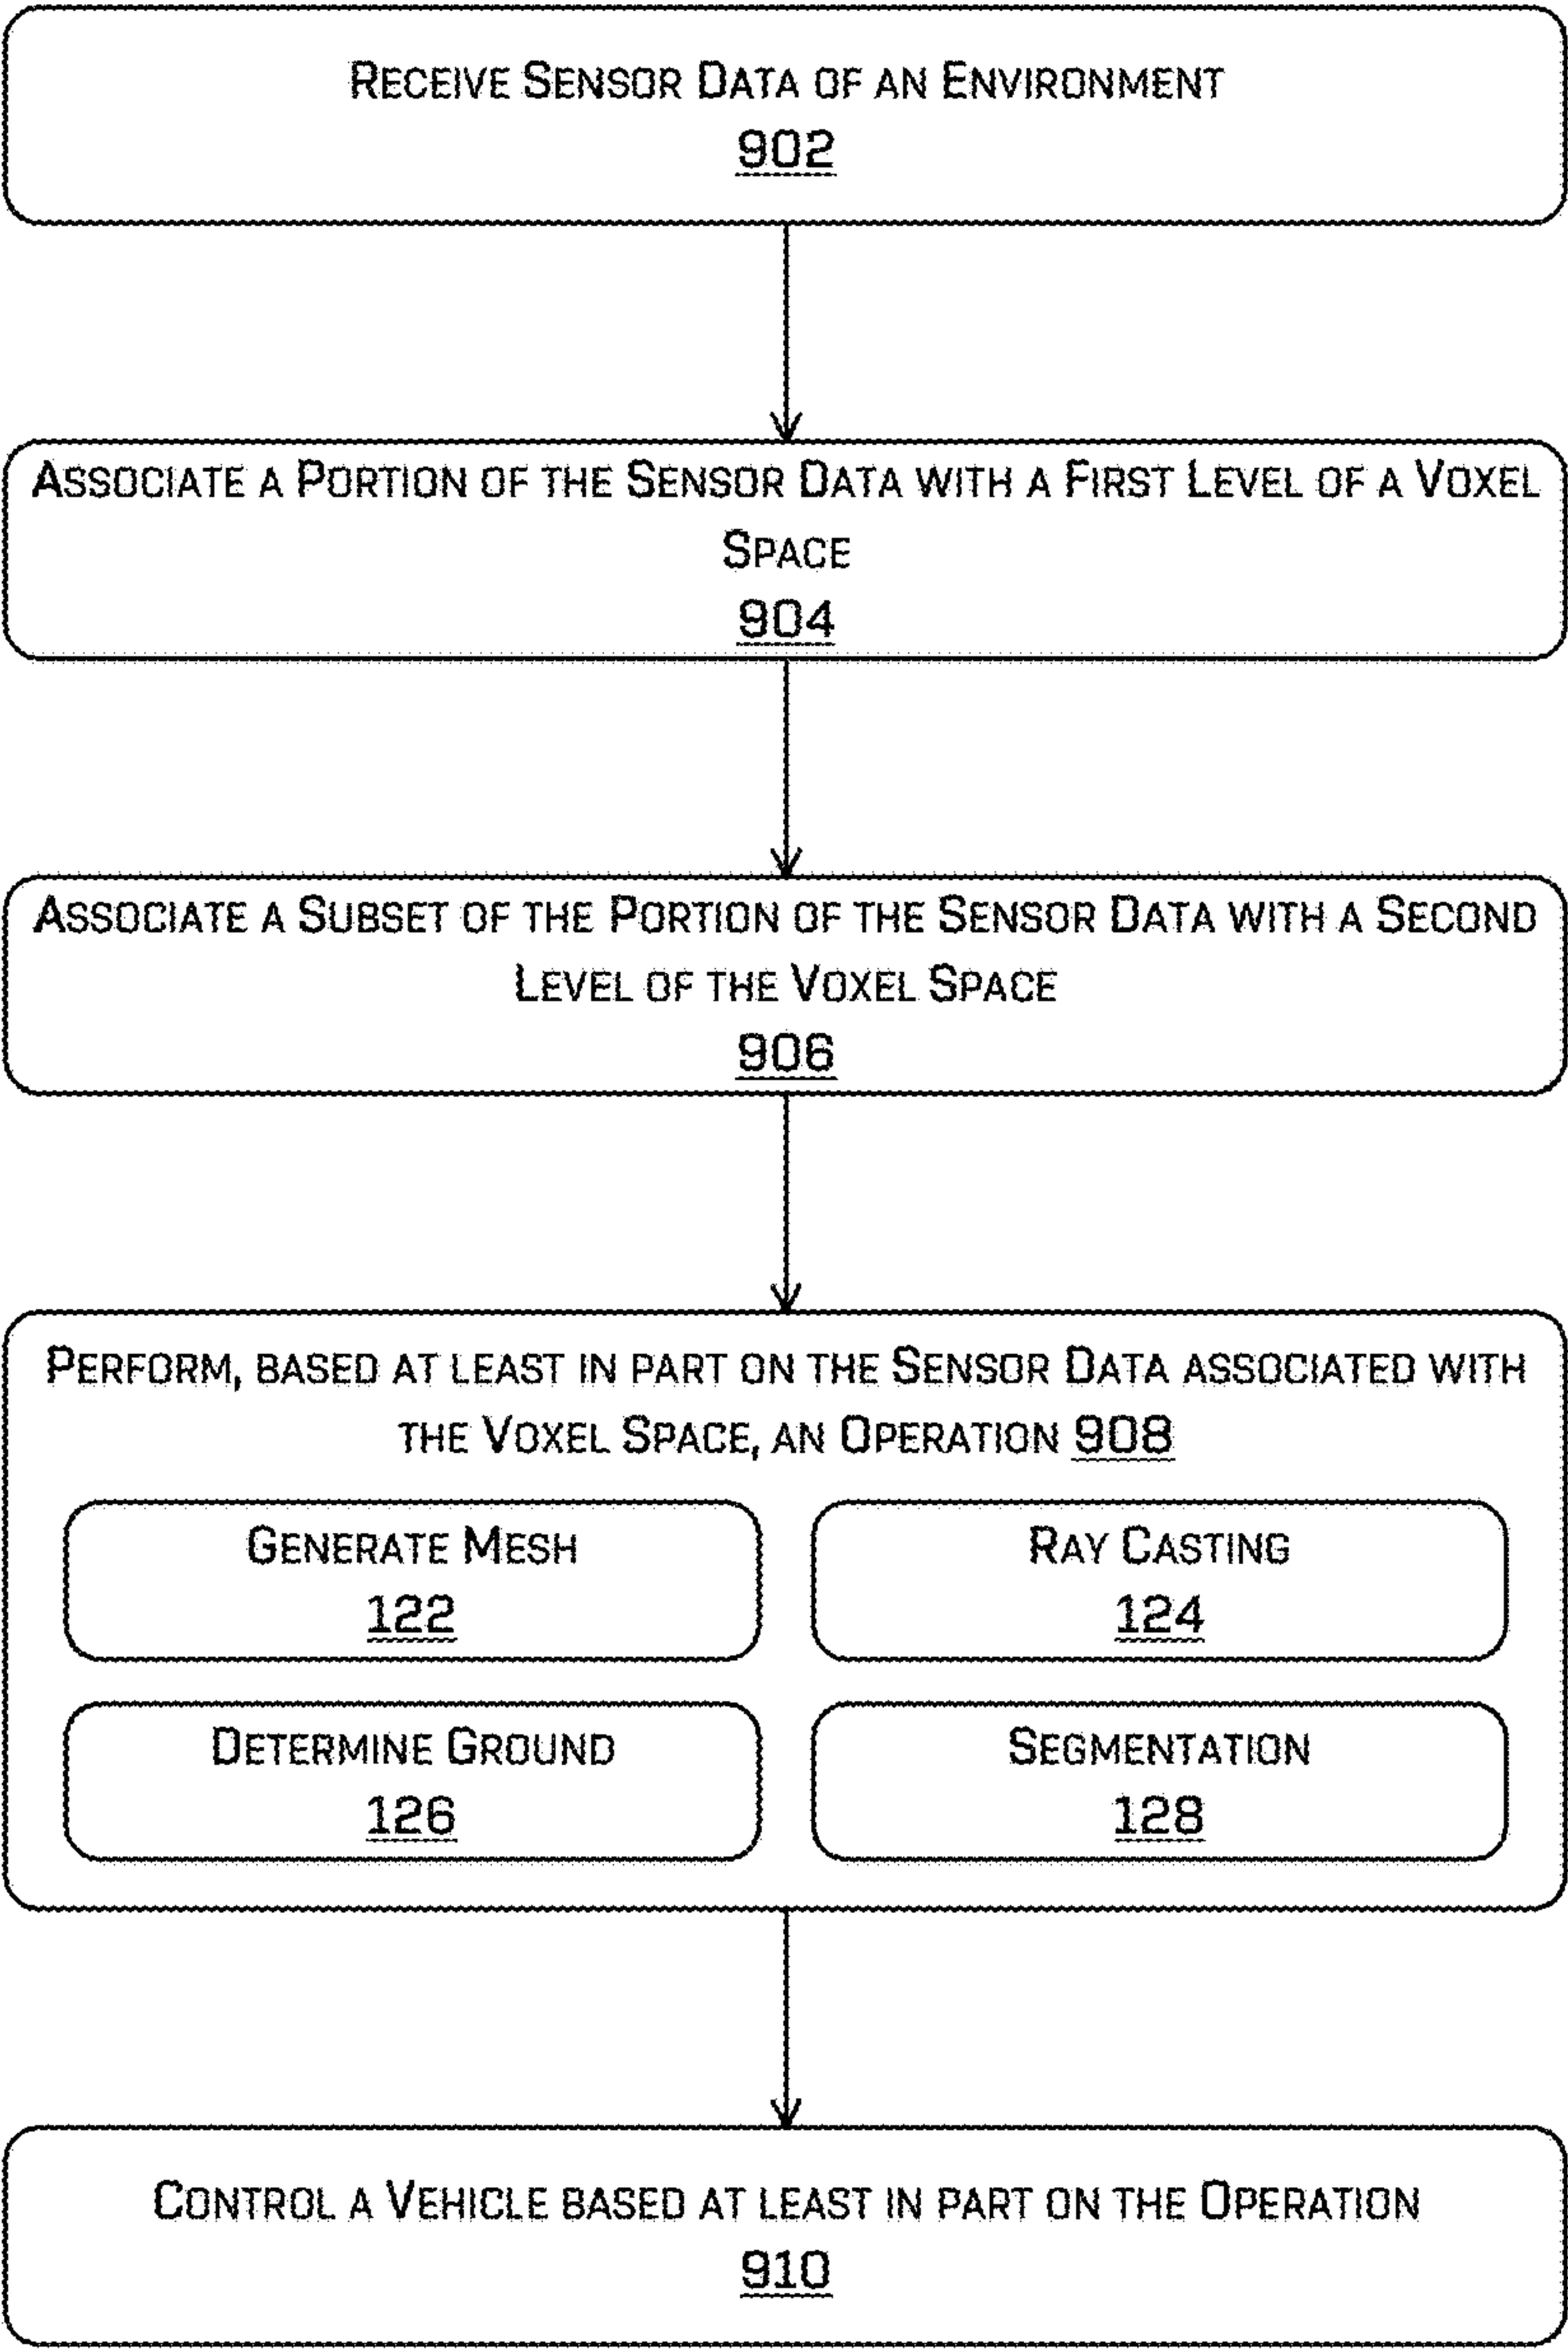 Receive Sensor Data of an Environment
902
Associate a Portion of the Sensor Data with a First Level of a Voxel
Space
904
Associate a Subset of the Portion of the Sensor Data with a Second
Level of the Voxel Space
906
Perform, based at least in part on the Sensor Data associated with
the Voxel Space, an Operation 908
Generate Mesh
122
Ray Casting
124
Determine Ground
126
Segmentation
128
Control a Vehicle based at least in part on the Operation
910